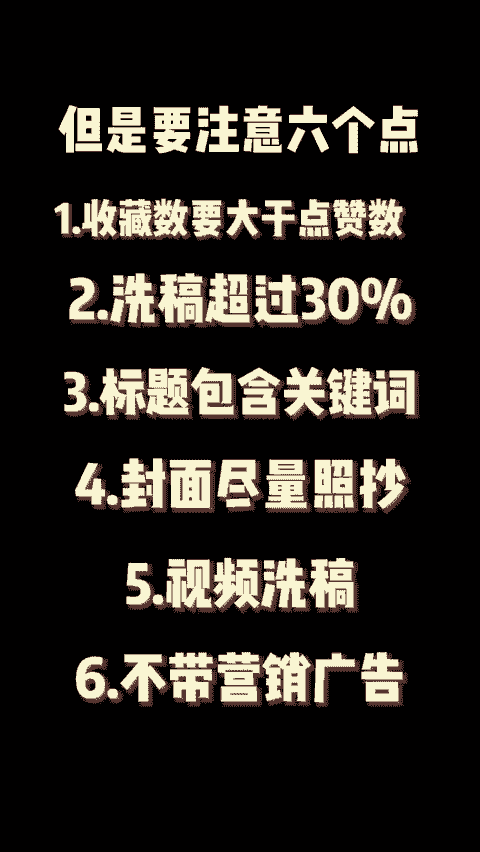 但是要注意六个点
1.收藏数要大于点赞数
2.洗稿超过30%
3.标题包含关键词
4.封面尽量照抄
5.视频洗稿
6.不带营销广告